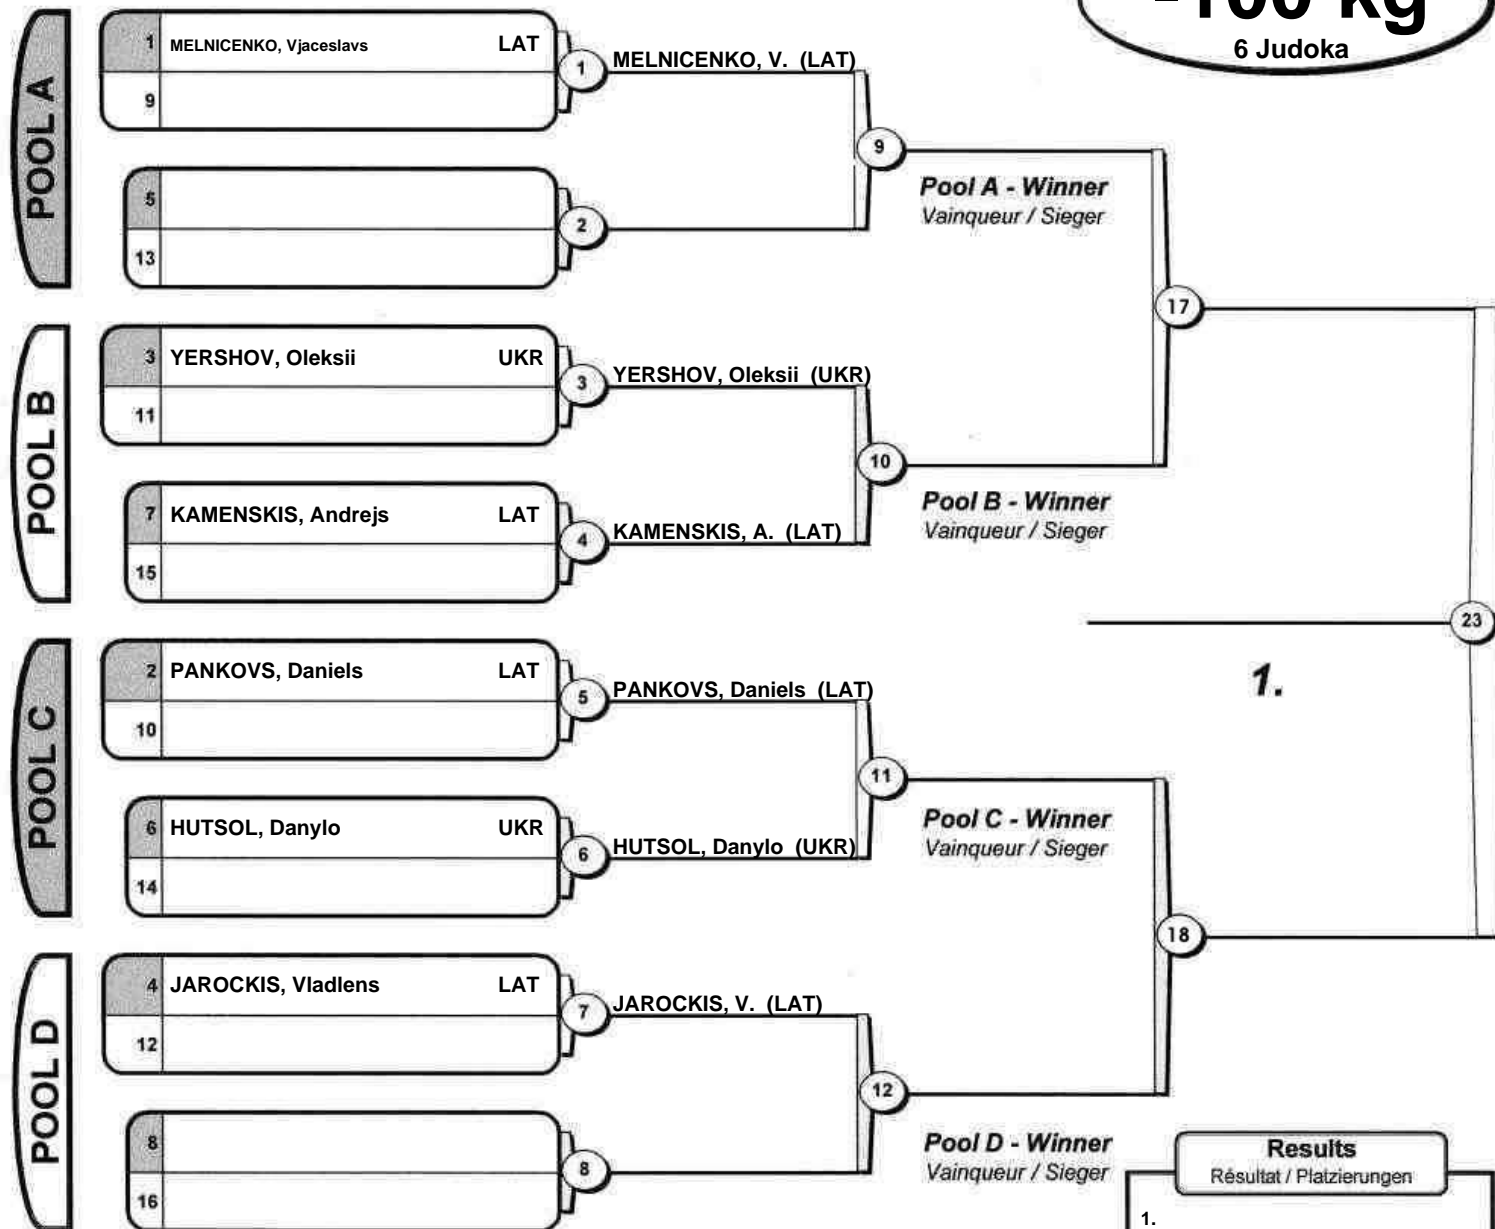 -100 kg
6 Judoka
POOL A
1 MELNICENKO, Vjaceslavs LAT
9
1 MELNICENKO, V. (LAT)
5
13
2
9
Pool A - Winner
Vainqueur / Sieger
17
POOL B
3 YERSHOV, Oleksii UKR
11
3 YERSHOV, Oleksii (UKR)
7 KAMENSKIS, Andrejs LAT
15
4 KAMENSKIS, A. (LAT)
10
Pool B - Winner
Vainqueur / Sieger
23
1.
POOL C
2 PANKOVS, Daniels LAT
10
5 PANKOVS, Daniels (LAT)
6 HUTSOL, Danylo UKR
14
6 HUTSOL, Danylo (UKR)
11
Pool C - Winner
Vainqueur / Sieger
18
POOL D
4 JAROCKIS, Vladlens LAT
12
7 JAROCKIS, V. (LAT)
8
16
8
12
Pool D - Winner
Vainqueur / Sieger
Results
Résultat / Platzierungen
1.